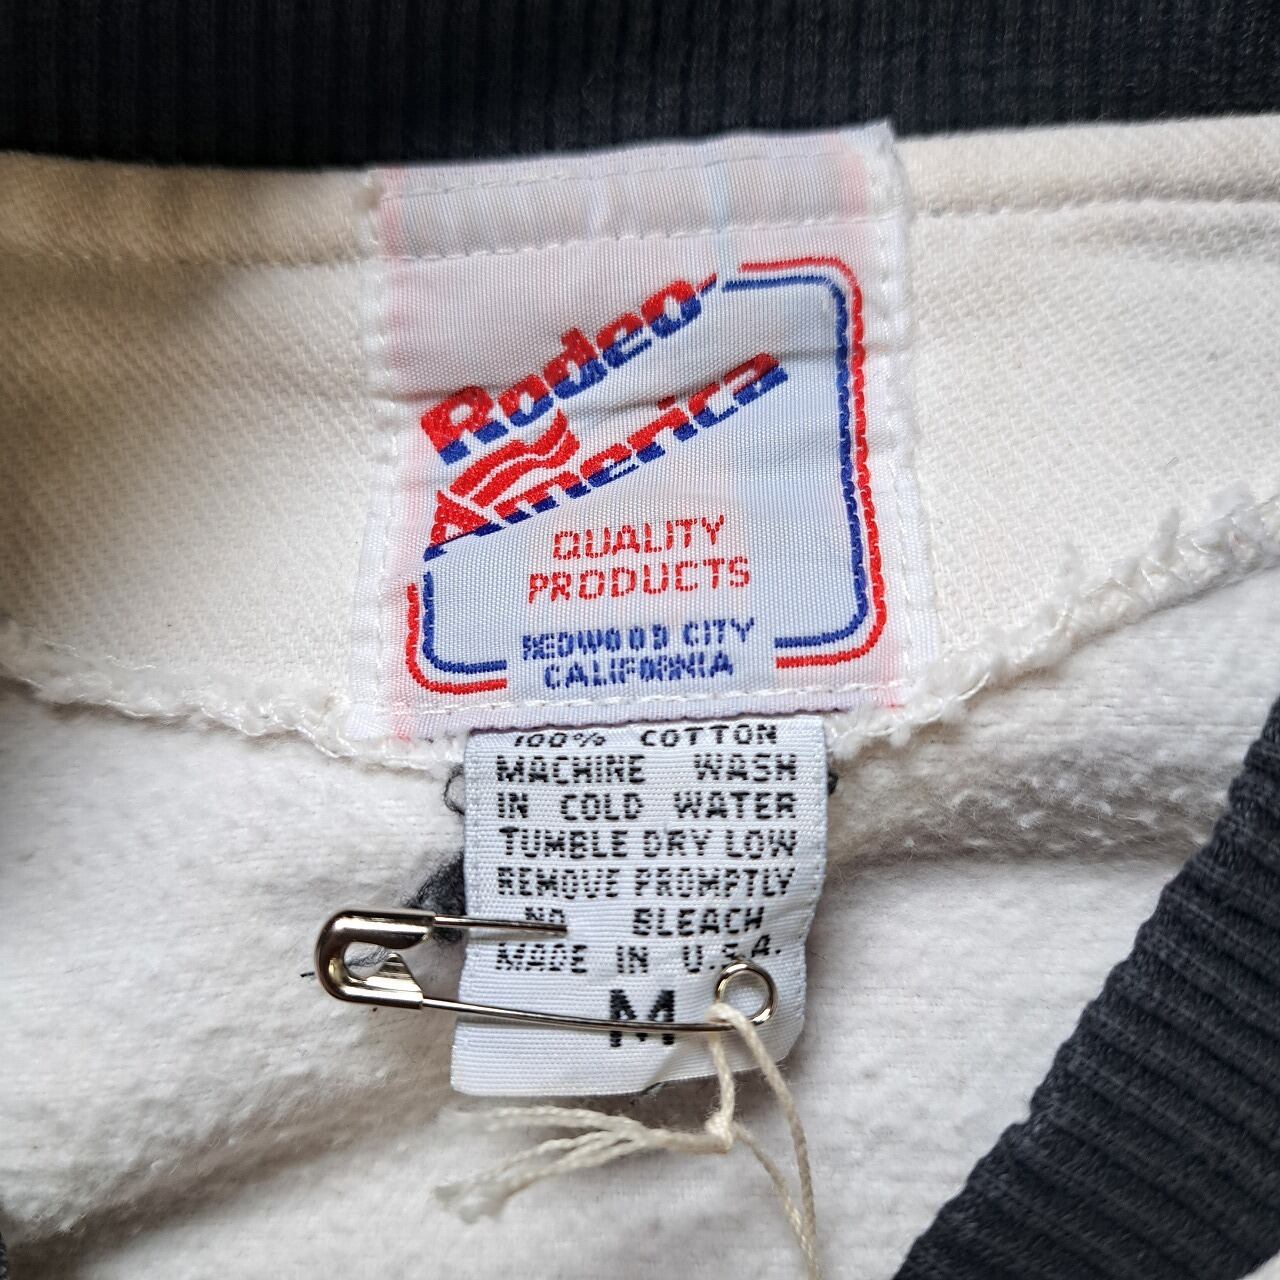 Rodeo
America
QUALITY
PRODUCTS
REDWOOD CITY
CALIFORNIA
100% COTTON
MACHINE WASH
IN COLD WATER
TUMBLE DRY LOW
REMOVE PROMPTLY
NO BLEACH
MADE IN U.S.A.
M